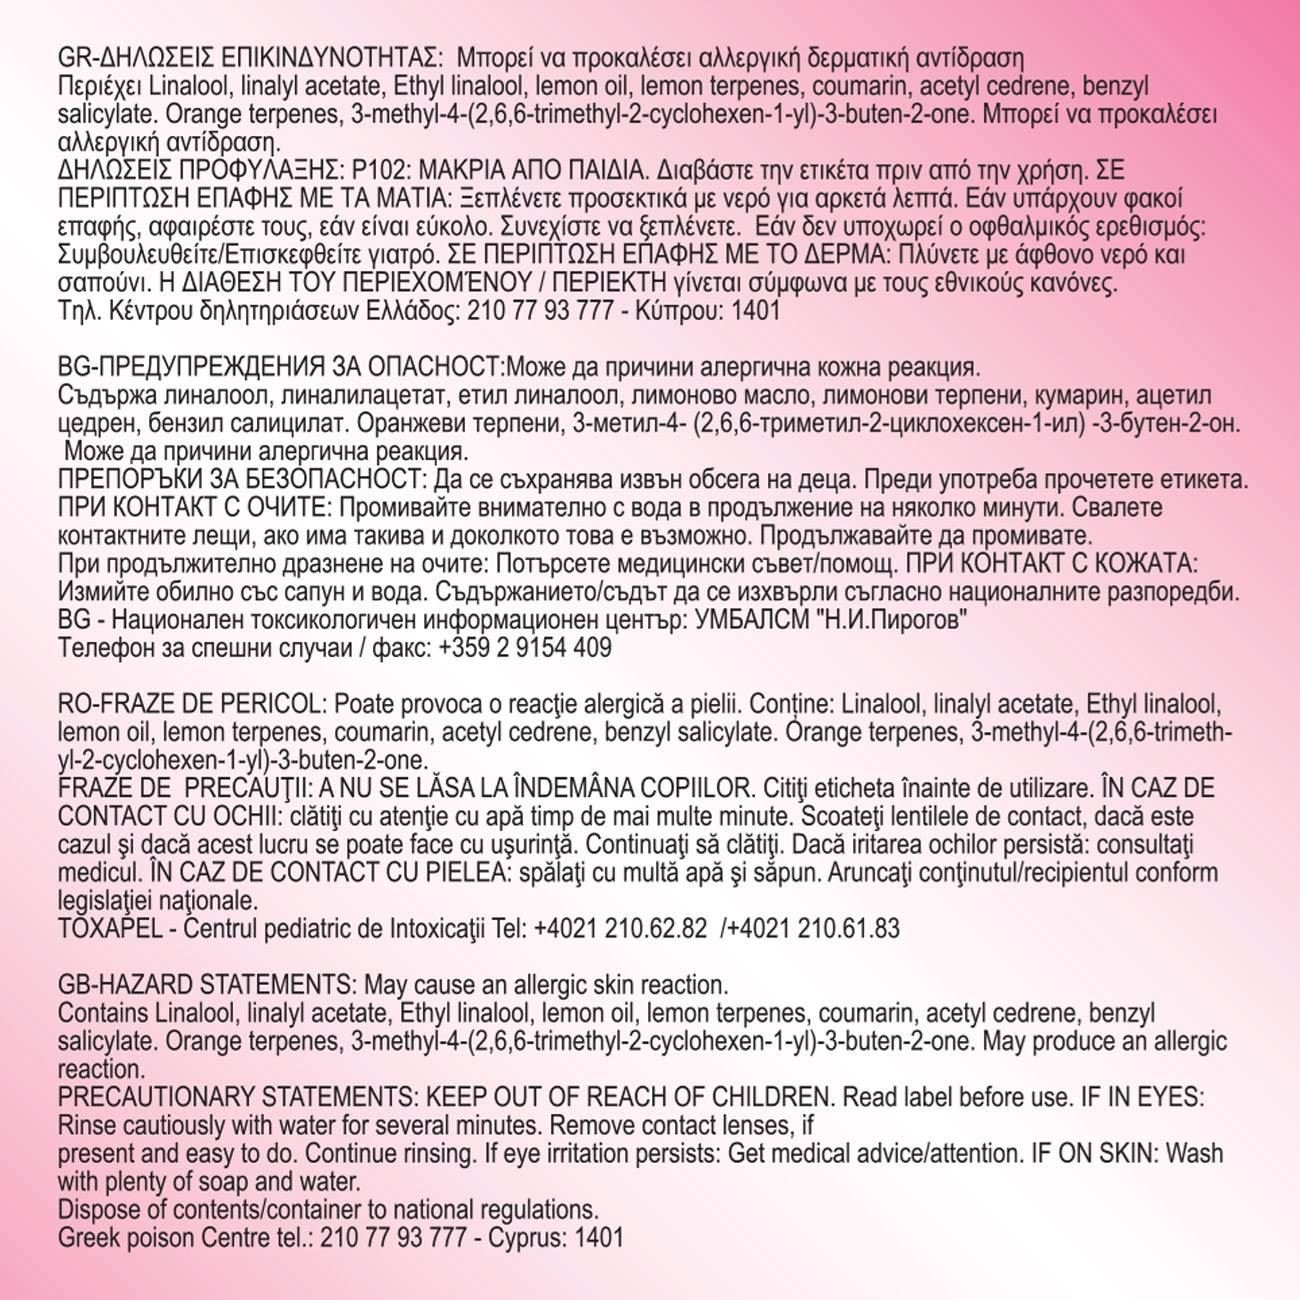 GR-ΔΗΛΩΣΕΙΣ ΕΠΙΚΙΝΔΥΝΟΤΗΤΑΣ: Μπορεί να προκαλέσει αλλεργική δερματική αντίδραση
Περιέχει Linalool, linalyl acetate, Ethyl linalool, lemon oil, lemon terpenes, coumarin, acetyl cedrene, benzyl
salicylate. Orange terpenes, 3-methyl-4-(2,6,6-trimethyl-2-cyclohexen-1-yl)-3-buten-2-one. Μπορεί να προκαλέσει
αλλεργική αντίδραση.
ΔΗΛΩΣΕΙΣ ΠΡΟΦΥΛΑΞΗΣ: P102: ΜΑΚΡΙΑ ΑΠΟ ΠΑΙΔΙΑ. Διαβάστε την ετικέτα πριν από την χρήση. ΣΕ
ΠΕΡΙΠΤΩΣΗ ΕΠΑΦΗΣ ΜΕ ΤΑ ΜΑΤΙΑ: Ξεπλένετε προσεκτικά με νερό για αρκετά λεπτά. Εάν υπάρχουν φακοί
επαφής, αφαιρέστε τους, εάν είναι εύκολο. Συνεχίστε να ξεπλένετε. Εάν δεν υποχωρεί ο οφθαλμικός ερεθισμός:
Συμβουλευθείτε/Επισκεφθείτε γιατρό. ΣΕ ΠΕΡΙΠΤΩΣΗ ΕΠΑΦΗΣ ΜΕ ΤΟ ΔΕΡΜΑ: Πλύνετε με άφθονο νερό και
σαπούνι. Η ΔΙΑΘΕΣΗ ΤΟΥ ΠΕΡΙΕΧΟΜΈΝΟΥ / ΠΕΡΙΕΚΤΗ γίνεται σύμφωνα με τους εθνικούς κανόνες.
Τηλ. Κέντρου δηλητηριάσεων Ελλάδος: 210 77 93 777 - Κύπρου: 1401
BG-ПРЕДУПРЕЖДЕНИЯ ЗА ОПАСНОСТ:Може да причини алергична кожна реакция.
Съдържа линалоол, линалилацетат, етил линалоол, лимоново масло, лимонови терпени, кумарин, ацетил
цедрен, бензил салицилат. Оранжеви терпени, 3-метил-4- (2,6,6-триметил-2-циклохексен-1-ил) -3-бутен-2-он.
Може да причини алергична реакция.
ПРЕПОРЪКИ ЗА БЕЗОПАСНОСТ: Да се съхранява извън обсега на деца. Преди употреба прочетете етикета.
ПРИ КОНТАКТ С ОЧИТЕ: Промивайте внимателно с вода в продължение на няколко минути. Свалете
контактните лещи, ако има такива и доколкото това е възможно. Продължавайте да промивате.
При продължително дразнене на очите: Потърсете медицински съвет/помощ. ПРИ КОНТАКТ С КОЖАТА:
Измийте обилно със сапун и вода. Съдържанието/съдът да се изхвърли съгласно националните разпоредби.
BG - Национален токсикологичен информационен център: УМБАЛСМ "Н.И.Пирогов"
Телефон за спешни случаи / факс: +359 2 9154 409
RO-FRAZE DE PERICOL: Poate provoca o reacţie alergică a pielii. Conține: Linalool, linalyl acetate, Ethyl linalool,
lemon oil, lemon terpenes, coumarin, acetyl cedrene, benzyl salicylate. Orange terpenes, 3-methyl-4-(2,6,6-trimeth-
yl-2-cyclohexen-1-yl)-3-buten-2-one.
FRAZE DE PRECAUŢII: A NU SE LĂSA LA ÎNDEMÂNA COPIILOR. Citiţi eticheta înainte de utilizare. ÎN CAZ DE
CONTACT CU OCHII: clătiţi cu atenţie cu apă timp de mai multe minute. Scoateţi lentilele de contact, dacă este
cazul şi dacă acest lucru se poate face cu uşurinţă. Continuaţi să clătiţi. Dacă iritarea ochilor persistă: consultaţi
medicul. ÎN CAZ DE CONTACT CU PIELEA: spălaţi cu multă apă şi săpun. Aruncaţi conţinutul/recipientul conform
legislaţiei naţionale.
TOXAPEL - Centrul pediatric de Intoxicaţii Tel: +4021 210.62.82 /+4021 210.61.83
GB-HAZARD STATEMENTS: May cause an allergic skin reaction.
Contains Linalool, linalyl acetate, Ethyl linalool, lemon oil, lemon terpenes, coumarin, acetyl cedrene, benzyl
salicylate. Orange terpenes, 3-methyl-4-(2,6,6-trimethyl-2-cyclohexen-1-yl)-3-buten-2-one. May produce an allergic
reaction.
PRECAUTIONARY STATEMENTS: KEEP OUT OF REACH OF CHILDREN. Read label before use. IF IN EYES:
Rinse cautiously with water for several minutes. Remove contact lenses, if
present and easy to do. Continue rinsing. If eye irritation persists: Get medical advice/attention. IF ON SKIN: Wash
with plenty of soap and water.
Dispose of contents/container to national regulations.
Greek poison Centre tel.: 210 77 93 777 - Cyprus: 1401